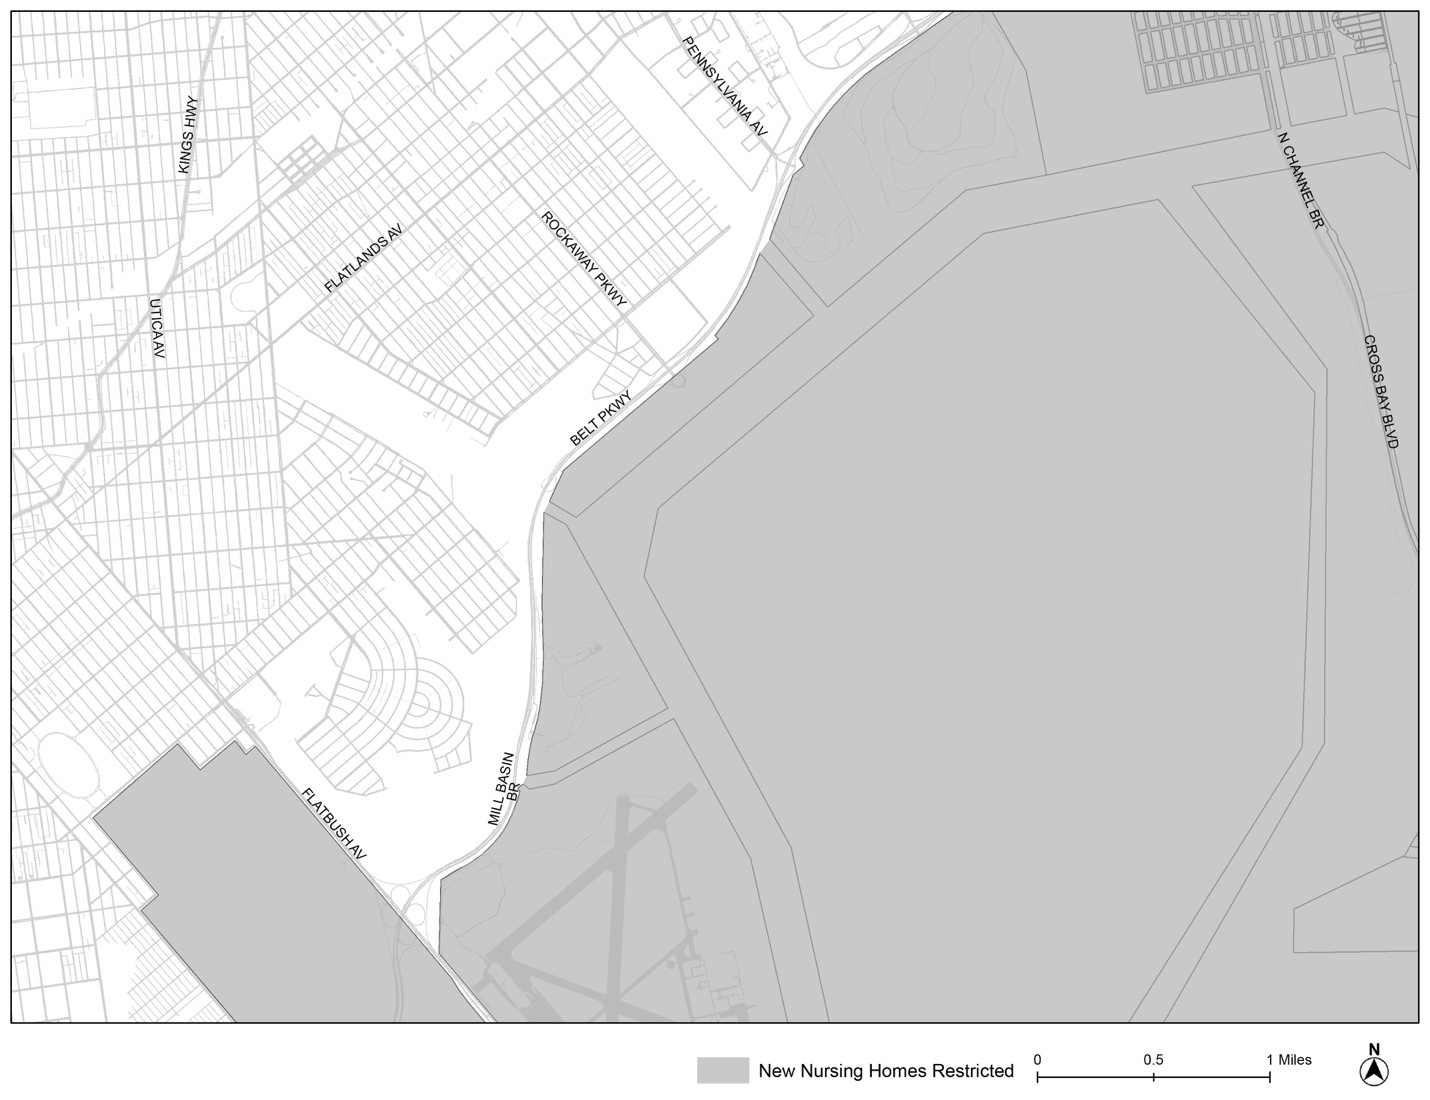 PENNSYLVANIA AV
KINGS HWY
N CHANNEL BR
FLATLANDS AV
ROCKAWAY PKWY
UTICA AV
CROSS BAY BLVD
BELT PKWY
MILL BASIN
BR
FLATBUSH AV
New Nursing Homes Restricted
0 0.5 1 Miles
N